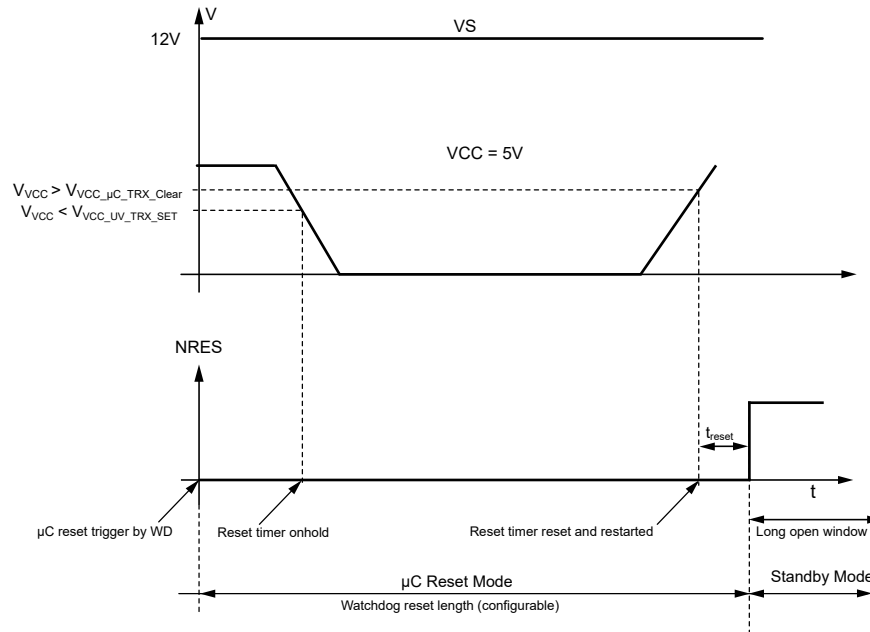 V
VS
12V
VCC = 5V
VVCC > VVCC_µC_TRX_Clear
VVCC < VVCC_UV_TRX_SET
NRES
treset
t
µC reset trigger by WD
Reset timer onhold
Reset timer reset and restarted
Long open window
µC Reset Mode
Standby Mode
Watchdog reset length (configurable)